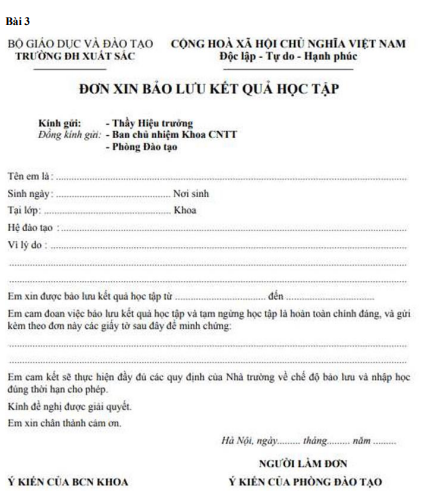 Bài 3
BỘ GIÁO DỤC VÀ ĐÀO TẠO CỘNG HOÀ XÃ HỘI CHỦ NGHĨA VIỆT NAM
TRƯỜNG ĐH XUẤT SẮC Độc lập - Tự do - Hạnh phúc
ĐƠN XIN BẢO LƯU KẾT QUẢ HỌC TẬP
Kính gửi: - Thầy Hiệu trưởng
Đồng kính gửi: - Ban chủ nhiệm Khoa CNTT
- Phòng Đào tạo
Tên em là : ..........
Sinh ngày : .......... Nơi sinh
Tại lớp: .......... Khoa
Hệ đào tạo : ..........
Vì lý do : ..........
..........
..........
Em xin được bảo lưu kết quả học tập từ .......... đến ..........
Em cam đoan việc bảo lưu kết quả học tập và tạm ngừng học tập là hoàn toàn chính đáng, và gửi
kèm theo đơn này các giấy tờ sau đây để minh chứng:
..........
..........
Em cam kết sẽ thực hiện đầy đủ các quy định của Nhà trường về chế độ bảo lưu và nhập học
đúng thời hạn cho phép.
Kính đề nghị được giải quyết.
Em xin chân thành cảm ơn.
Hà Nội, ngày......... tháng......... năm .........
NGƯỜI LÀM ĐƠN
Ý KIẾN CỦA BCN KHOA Ý KIẾN CỦA PHÒNG ĐÀO TẠO